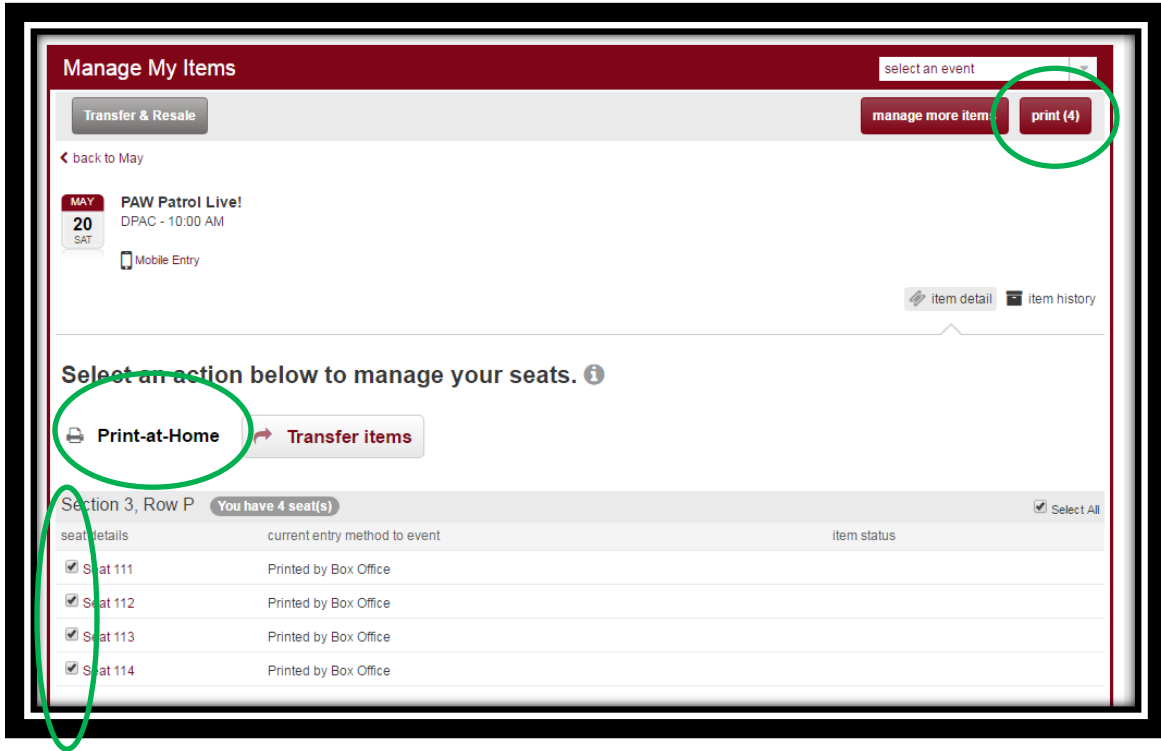 Manage My Items
select an event
Transfer & Resale
manage more items
print (4)
back to May
MAY
20
SAT
PAW Patrol Live!
DPAC - 10:00 AM
Mobile Entry
item detail
item history
Select an action below to manage your seats.
Print-at-Home
Transfer items
Section 3, Row P You have 4 seat(s) Select All
seat details current entry method to event item status
Seat 111 Printed by Box Office
Seat 112 Printed by Box Office
Seat 113 Printed by Box Office
Seat 114 Printed by Box Office